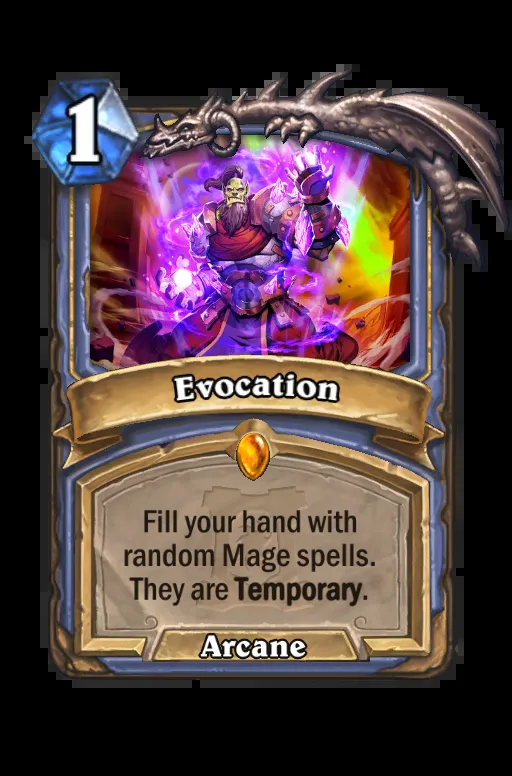 1
Evocation
Fill your hand with
random Mage spells.
They are Temporary.
Arcane